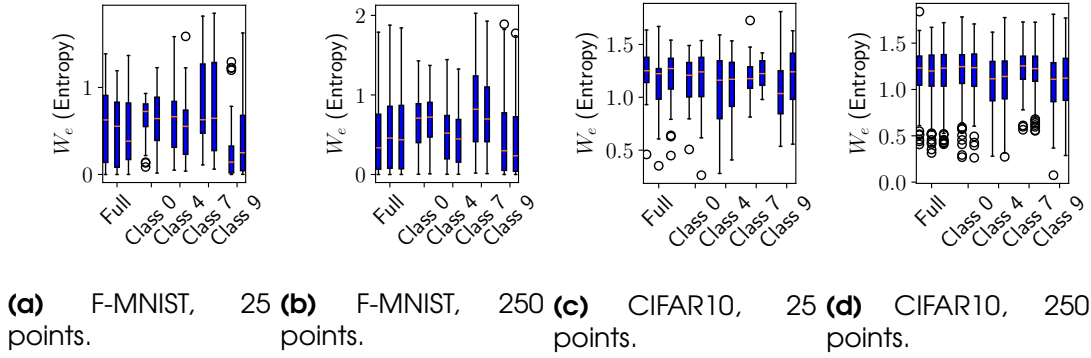 W_e (Entropy)
1
0
Full
Class 0
Class 4
Class 7
Class 9
W_e (Entropy)
2
1
0
Full
Class 0
Class 4
Class 7
Class 9
W_e (Entropy)
1.5
1.0
0.5
Full
Class 0
Class 4
Class 7
Class 9
W_e (Entropy)
1.5
1.0
0.5
0.0
Full
Class 0
Class 4
Class 7
Class 9
(a) F-MNIST, 25
points.
(b) F-MNIST, 250
points.
(c) CIFAR10, 25
points.
(d) CIFAR10, 250
points.